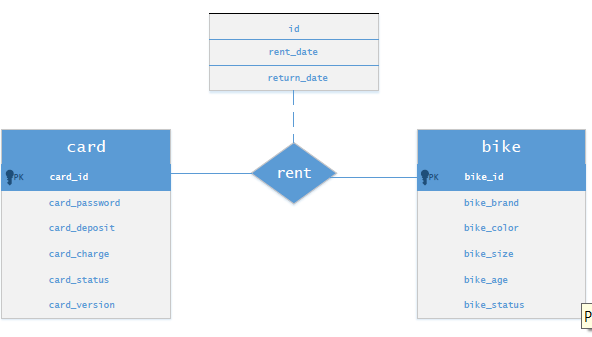 id
rent_date
return_date
card
PK card_id
card_password
card_deposit
card_charge
card_status
card_version
rent
bike
PK bike_id
bike_brand
bike_color
bike_size
bike_age
bike_status
P